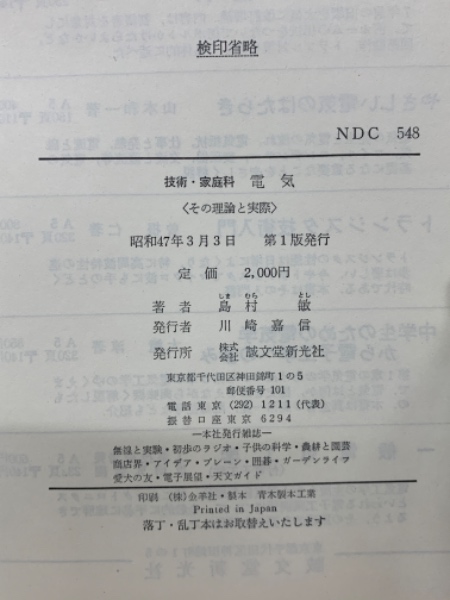 検印省略
NDC 548
技術・家庭科 電気
〈その理論と実際〉
昭和47年3月3日 第1版発行
定価 2,000円
しま むら とし
著者 島村 敏
発行者 川崎嘉信
発行所 株式会社 誠文堂新光社
東京都千代田区神田錦町1の5
郵便番号 101
電話東京 (292) 1211 (代表)
振替口座東京 6294
―本社発行雑誌―
無線と実験・初歩のラジオ・子供の科学・農耕と園芸
商店界・アイデア・ブレーン・囲碁・ガーデンライフ
愛犬の友・電子展望・天文ガイド
印刷 (株)会羊社・製本 青木製本工業
Printed in Japan
落丁・乱丁本はお取替えいたします